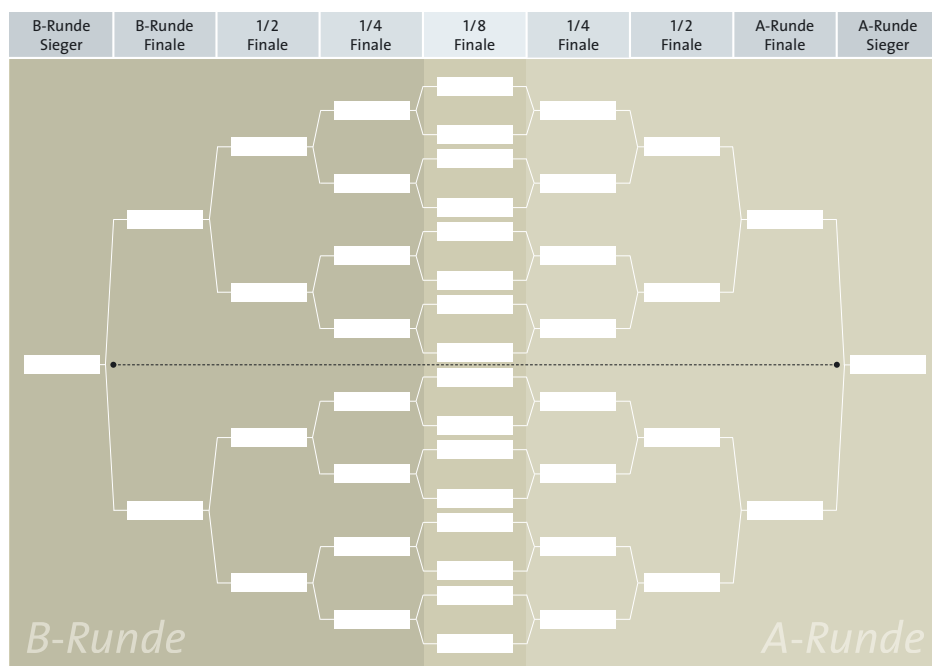 B-Runde
Sieger
B-Runde
Finale
1/2
Finale
1/4
Finale
1/8
Finale
1/4
Finale
1/2
Finale
A-Runde
Finale
A-Runde
Sieger
B-Runde
A-Runde